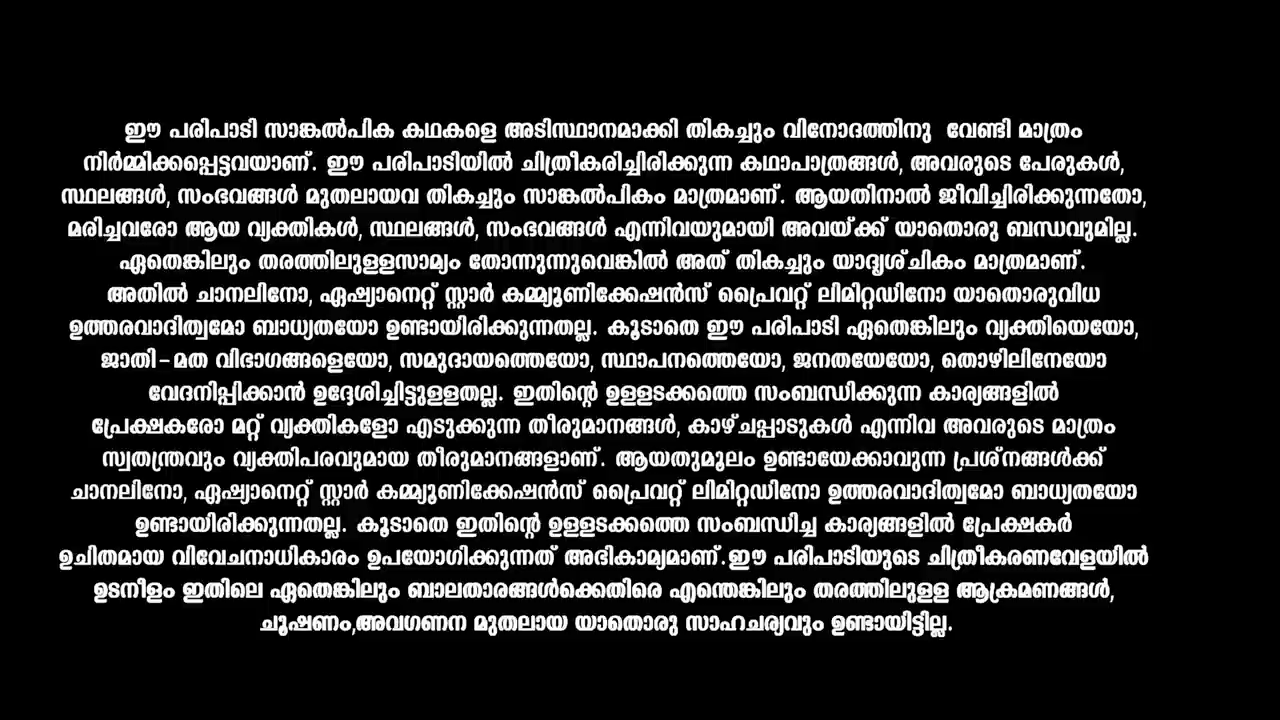 ഈ പരിപാടി സാങ്കൽപിക കഥകളെ അടിസ്ഥാനമാക്കി തികച്ചും വിനോദത്തിനു വേണ്ടി മാത്രം
നിർമ്മിക്കപ്പെട്ടവയാണ്. ഈ പരിപാടിയിൽ ചിത്രീകരിച്ചിരിക്കുന്ന കഥാപാത്രങ്ങൾ, അവരുടെ പേരുകൾ,
സ്ഥലങ്ങൾ, സംഭവങ്ങൾ മുതലായവ തികച്ചും സാങ്കൽപികം മാത്രമാണ്. ആയതിനാൽ ജീവിച്ചിരിക്കുന്നതോ,
മരിച്ചവരോ ആയ വ്യക്തികൾ, സ്ഥലങ്ങൾ, സംഭവങ്ങൾ എന്നിവയുമായി അവയ്ക്ക് യാതൊരു ബന്ധവുമില്ല.
ഏതെങ്കിലും തരത്തിലുളളസാമ്യം തോന്നുന്നുവെങ്കിൽ അത് തികച്ചും യാദൃശ്ചികം മാത്രമാണ്.
അതിൽ ചാനലിനോ, ഏഷ്യാനെറ്റ് സ്റ്റാർ കമ്മ്യൂണിക്കേഷൻസ് പ്രൈവറ്റ് ലിമിറ്റഡിനോ യാതൊരുവിധ
ഉത്തരവാദിത്വമോ ബാധ്യതയോ ഉണ്ടായിരിക്കുന്നതല്ല. കൂടാതെ ഈ പരിപാടി ഏതെങ്കിലും വ്യക്തിയെയോ,
ജാതി-മത വിഭാഗങ്ങളെയോ, സമുദായത്തെയോ, സ്ഥാപനത്തെയോ, ജനതയേയോ, തൊഴിലിനേയോ
വേദനിപ്പിക്കാൻ ഉദ്ദേശിച്ചിട്ടുളളതല്ല. ഇതിന്റെ ഉളളടക്കത്തെ സംബന്ധിക്കുന്ന കാര്യങ്ങളിൽ
പ്രേക്ഷകരോ മറ്റ് വ്യക്തികളോ എടുക്കുന്ന തീരുമാനങ്ങൾ, കാഴ്ചപ്പാടുകൾ എന്നിവ അവരുടെ മാത്രം
സ്വതന്ത്രവും വ്യക്തിപരവുമായ തീരുമാനങ്ങളാണ്. ആയതുമൂലം ഉണ്ടായേക്കാവുന്ന പ്രശ്നങ്ങൾക്ക്
ചാനലിനോ, ഏഷ്യാനെറ്റ് സ്റ്റാർ കമ്മ്യൂണിക്കേഷൻസ് പ്രൈവറ്റ് ലിമിറ്റഡിനോ ഉത്തരവാദിത്വമോ ബാധ്യതയോ
ഉണ്ടായിരിക്കുന്നതല്ല. കൂടാതെ ഇതിന്റെ ഉളളടക്കത്തെ സംബന്ധിച്ച കാര്യങ്ങളിൽ പ്രേക്ഷകർ
ഉചിതമായ വിവേചനാധികാരം ഉപയോഗിക്കുന്നത് അഭികാമ്യമാണ്.ഈ പരിപാടിയുടെ ചിത്രീകരണവേളയിൽ
ഉടനീളം ഇതിലെ ഏതെങ്കിലും ബാലതാരങ്ങൾക്കെതിരെ എന്തെങ്കിലും തരത്തിലുളള ആക്രമണങ്ങൾ,
ചൂഷണം,അവഗണന മുതലായ യാതൊരു സാഹചര്യവും ഉണ്ടായിട്ടില്ല.